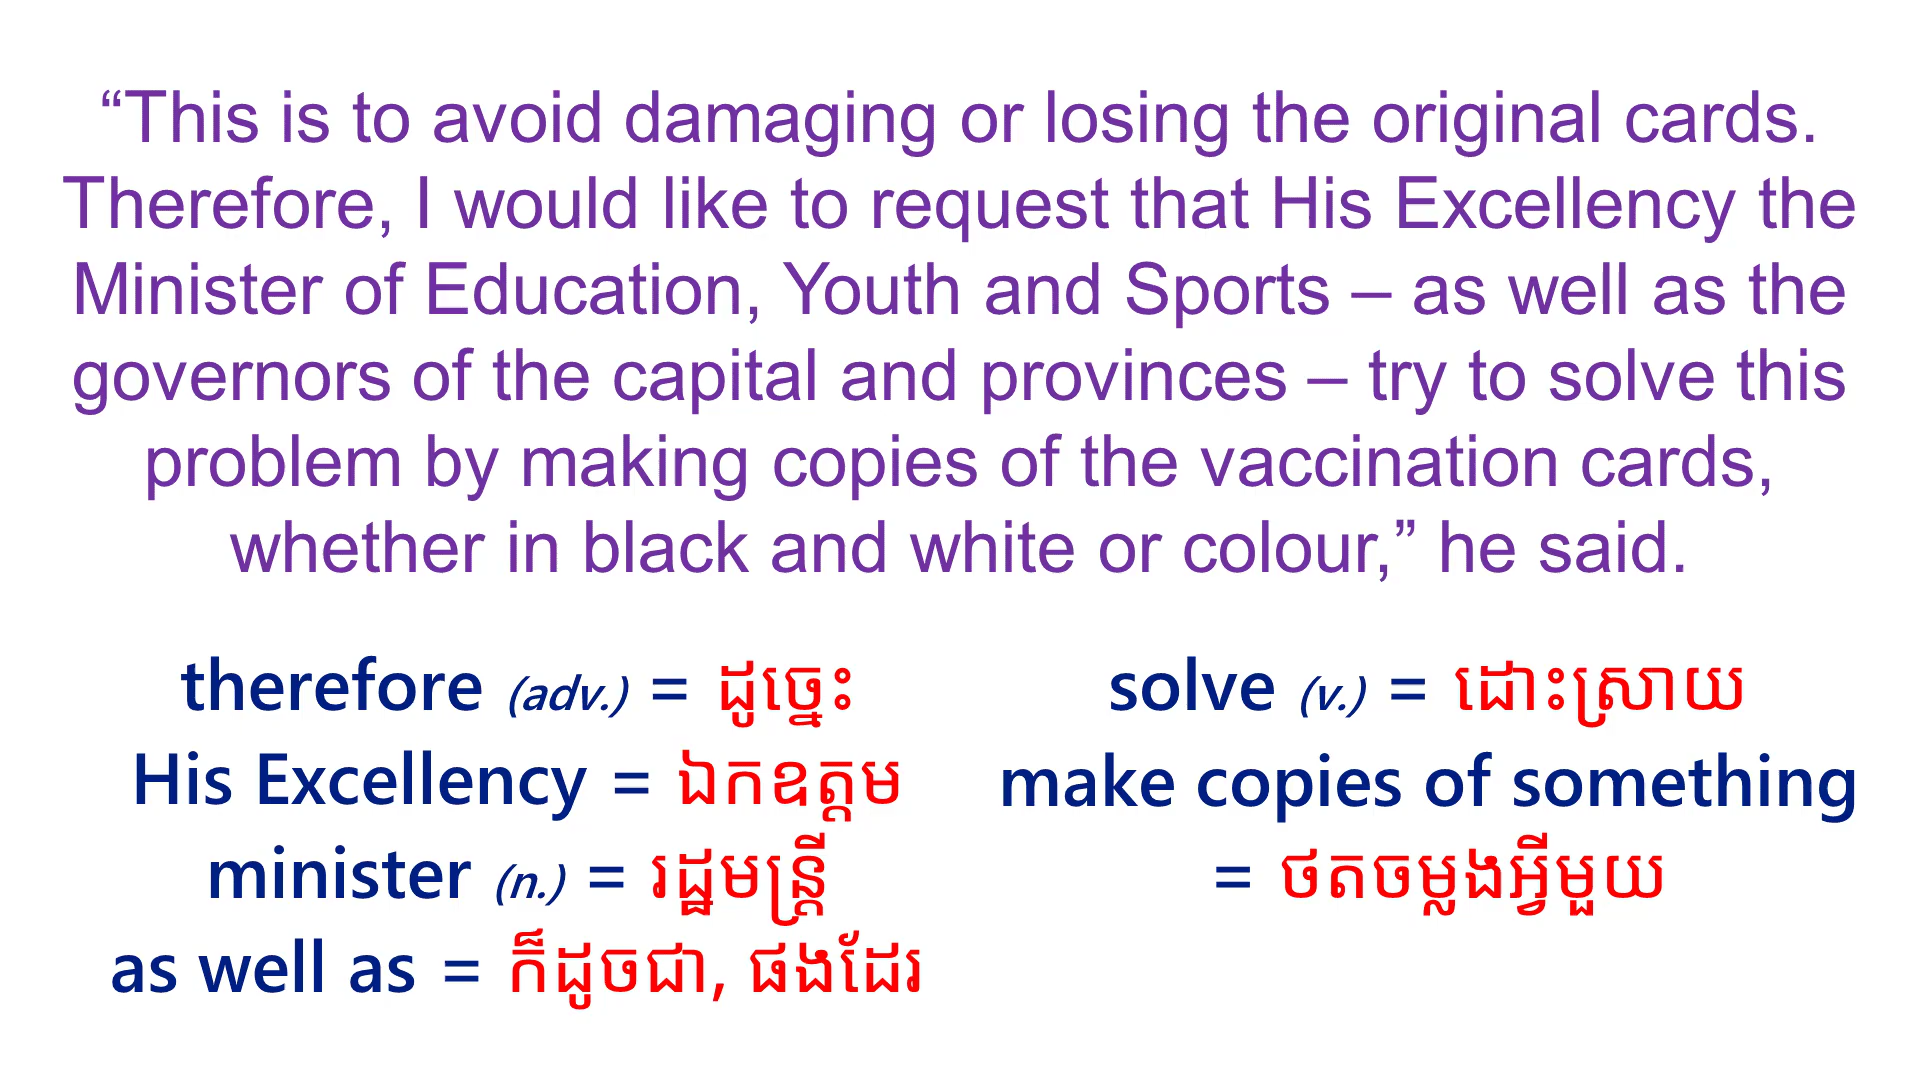 “This is to avoid damaging or losing the original cards.
Therefore, I would like to request that His Excellency the
Minister of Education, Youth and Sports – as well as the
governors of the capital and provinces – try to solve this
problem by making copies of the vaccination cards,
whether in black and white or colour,” he said.
therefore (adv.) = ដូច្នេះ
His Excellency = ឯកឧត្តម
minister (n.) = រដ្ឋមន្ត្រី
as well as = ក៏ដូចជា, ផងដែរ
solve (v.) = ដោះស្រាយ
make copies of something
= ថតចម្លងអ្វីមួយ